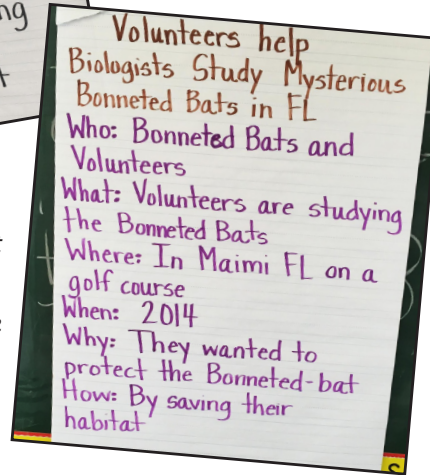 ng
Volunteers help
Biologists Study Mysterious
Bonneted Bats in FL
Who: Bonneted Bats and
Volunteers
What: Volunteers are studying
the Bonneted Bats
Where: In Maimi FL on a
golf course
When: 2014
Why: They wanted to
protect the Bonneted-bat
How: By saving their
habitat